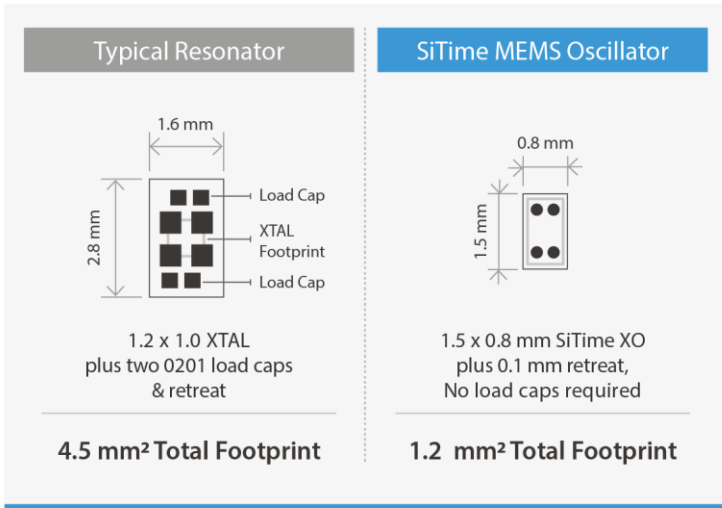 Typical Resonator
1.6 mm
2.8 mm
Load Cap
XTAL
Footprint
Load Cap
1.2 x 1.0 XTAL
plus two 0201 load caps
& retreat
4.5 mm² Total Footprint
SiTime MEMS Oscillator
0.8 mm
1.5 mm
1.5 x 0.8 mm SiTime XO
plus 0.1 mm retreat,
No load caps required
1.2 mm² Total Footprint